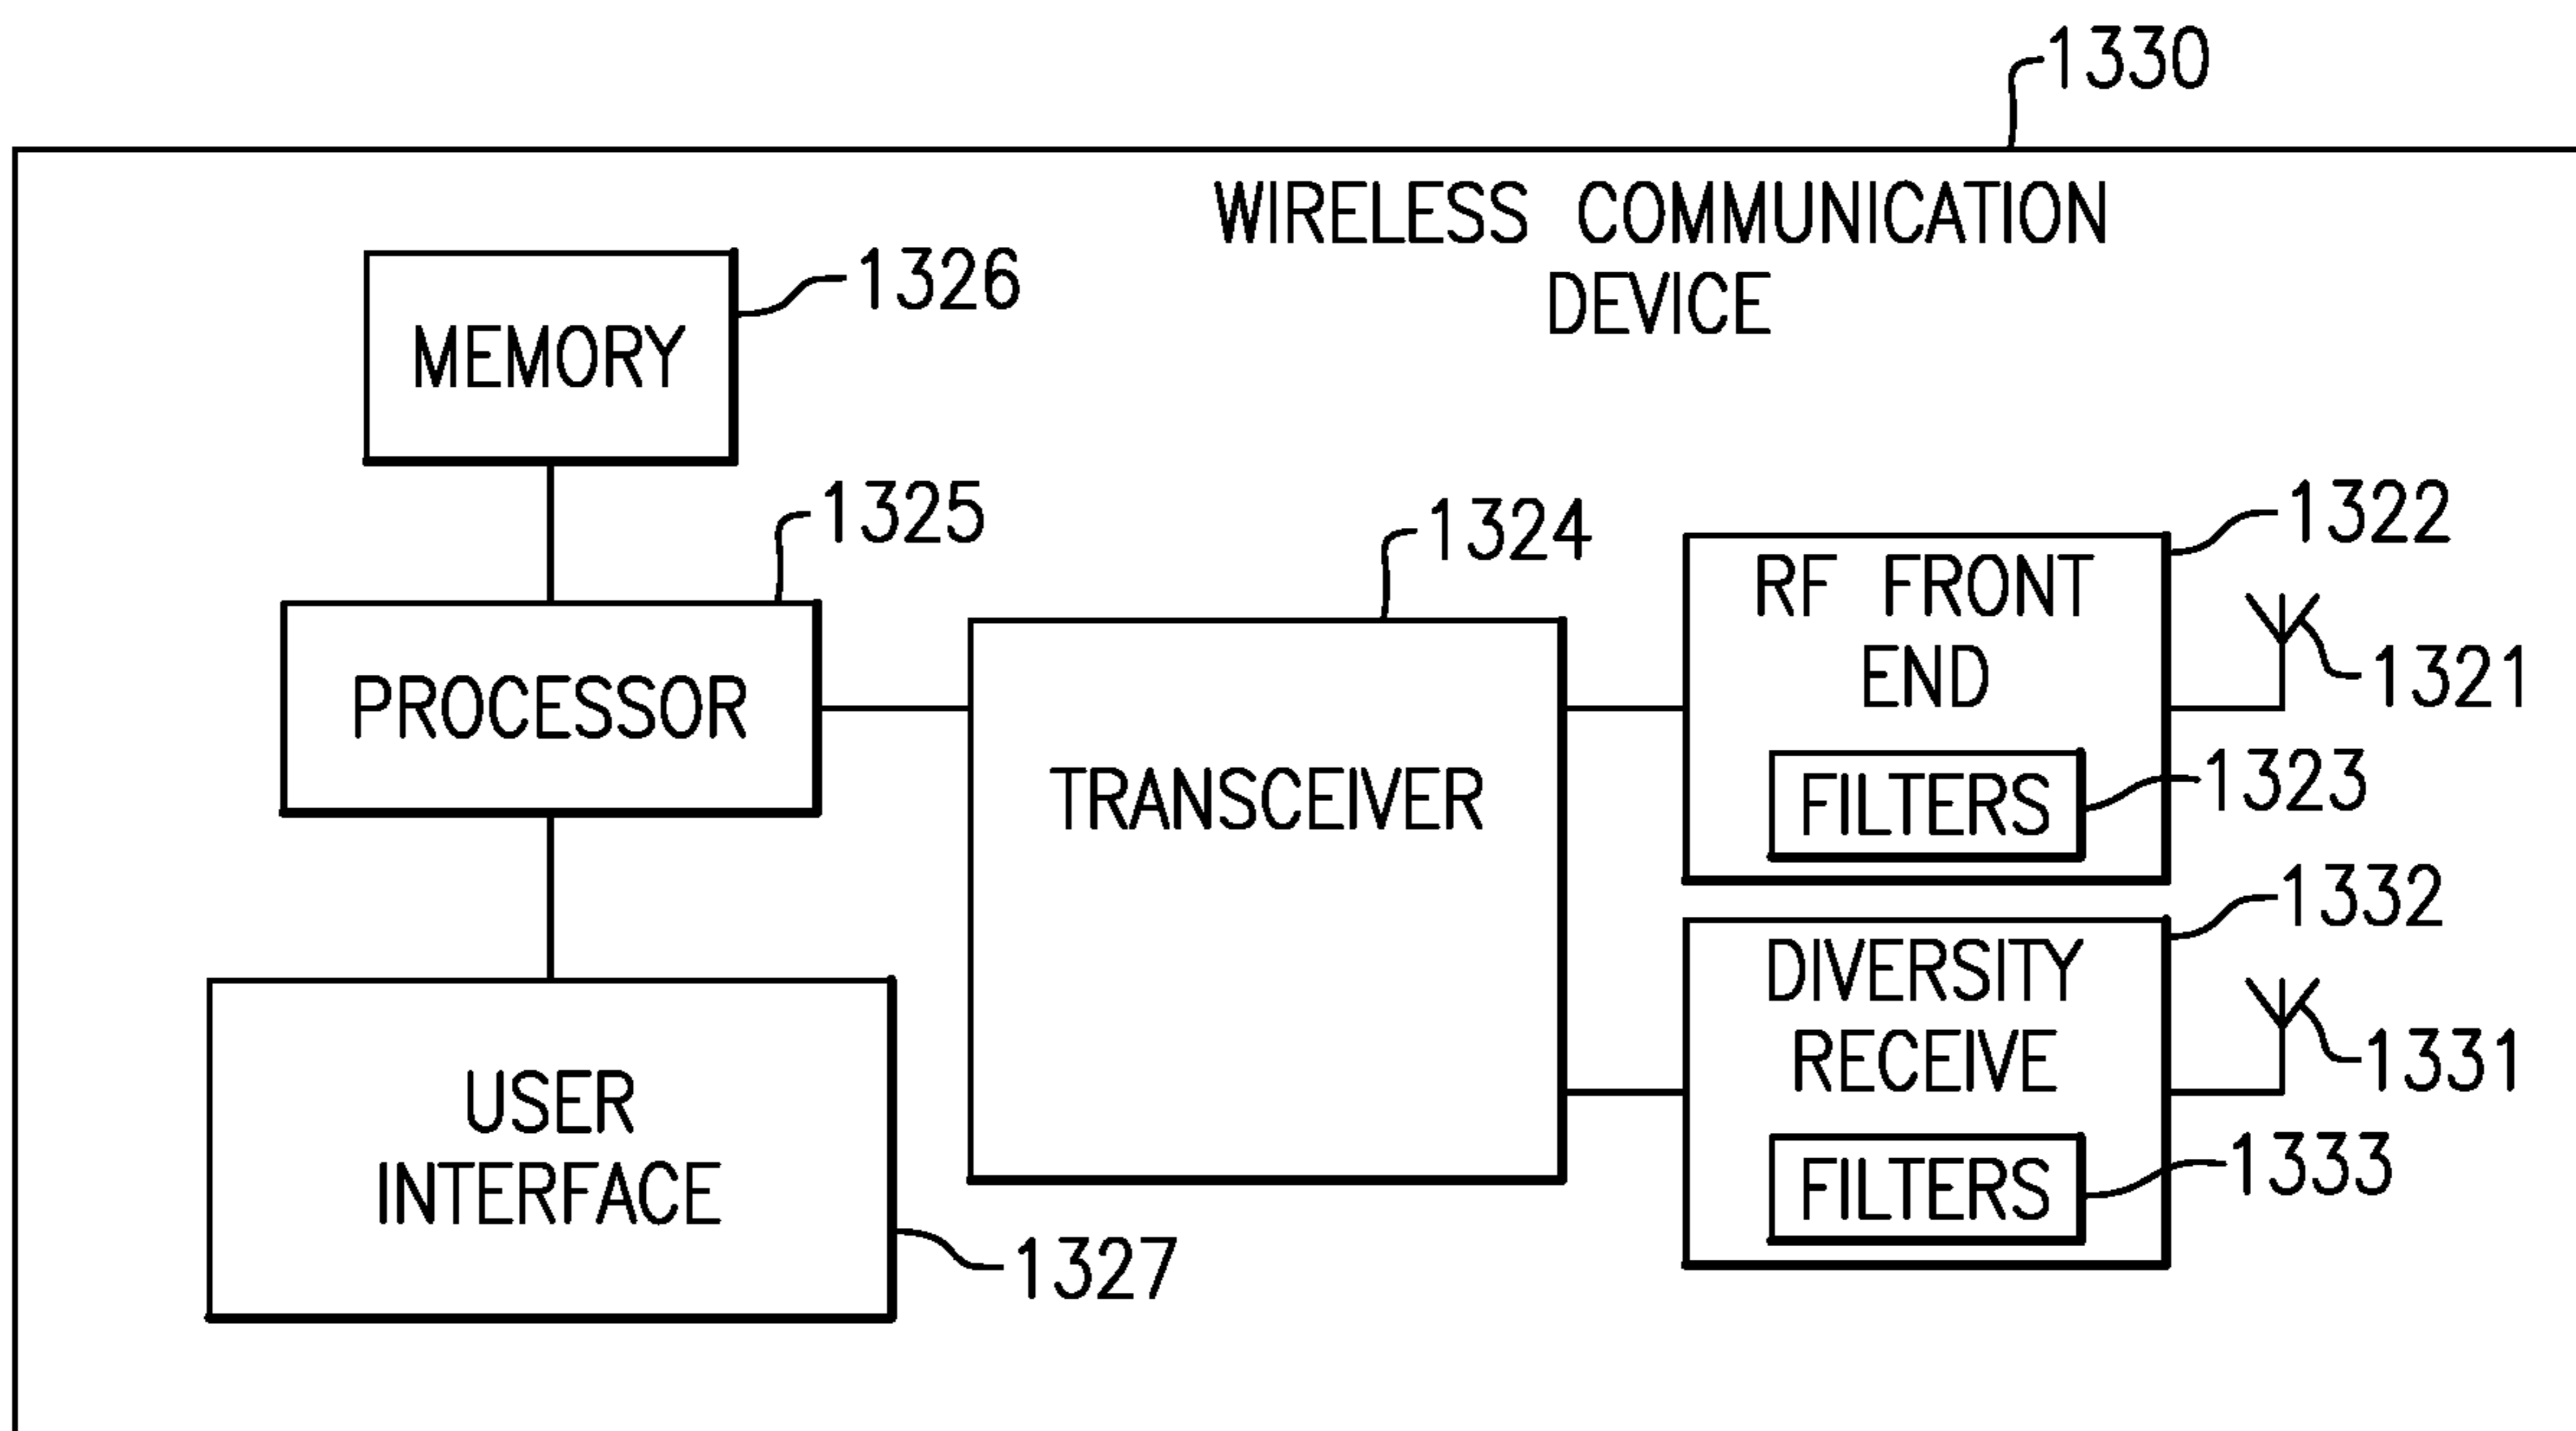 1330
WIRELESS COMMUNICATION
DEVICE
1326
MEMORY
1325
PROCESSOR
1324
TRANSCEIVER
1322
RF FRONT
END
1321
FILTERS
1323
1332
DIVERSITY
RECEIVE
1331
FILTERS
1333
USER
INTERFACE
1327